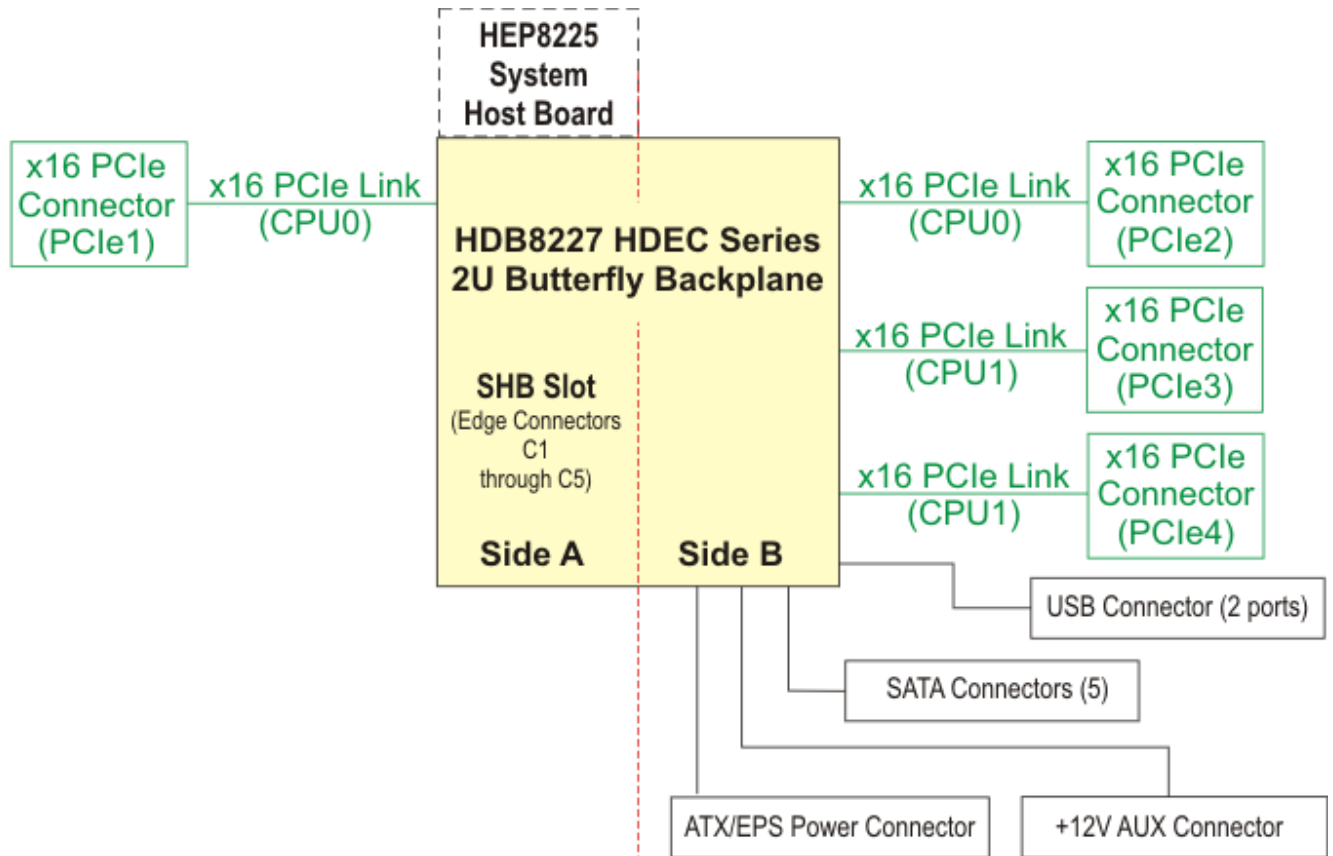 HEP8225
System
Host Board
x16 PCIe
Connector
(PCIe1)
x16 PCIe Link
(CPU0)
HDB8227 HDEC Series
2U Butterfly Backplane
SHB Slot
(Edge Connectors
C1
through C5)
Side A
Side B
x16 PCIe Link
(CPU0)
x16 PCIe
Connector
(PCIe2)
x16 PCIe Link
(CPU1)
x16 PCIe
Connector
(PCIe3)
x16 PCIe Link
(CPU1)
x16 PCIe
Connector
(PCIe4)
USB Connector (2 ports)
SATA Connectors (5)
ATX/EPS Power Connector
+12V AUX Connector